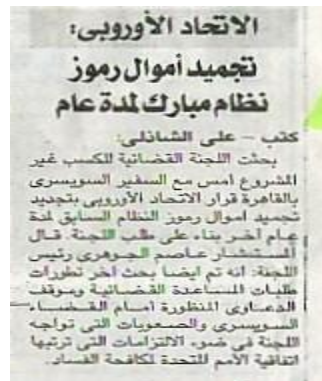 الاتحاد الأوروبى:
تجميد أموال رموز
نظام مبارك لمدة عام
كتب - على الشاذلى:
بحثت اللجنة القضائية للكسب غير
المشروع أمس مع السفير السويسرى
بالقاهرة قرار الاتحاد الأوروبى بتجديد
تجميد أموال رموز النظام السابق لمدة
عام آخر بناء على طلب اللجنة. قال
المستشار عاصم الجوهرى رئيس
اللجنة: انه تم ايضا بحث آخر تطورات
طلبات المساعدة القضائية وموقف
الدعاوى المنظورة أمام القضاء
السويسرى والصعوبات التى تواجه
اللجنة فى ضوء الالتزامات التى ترتبها
اتفاقية الأمم المتحدة لمكافحة الفساد.